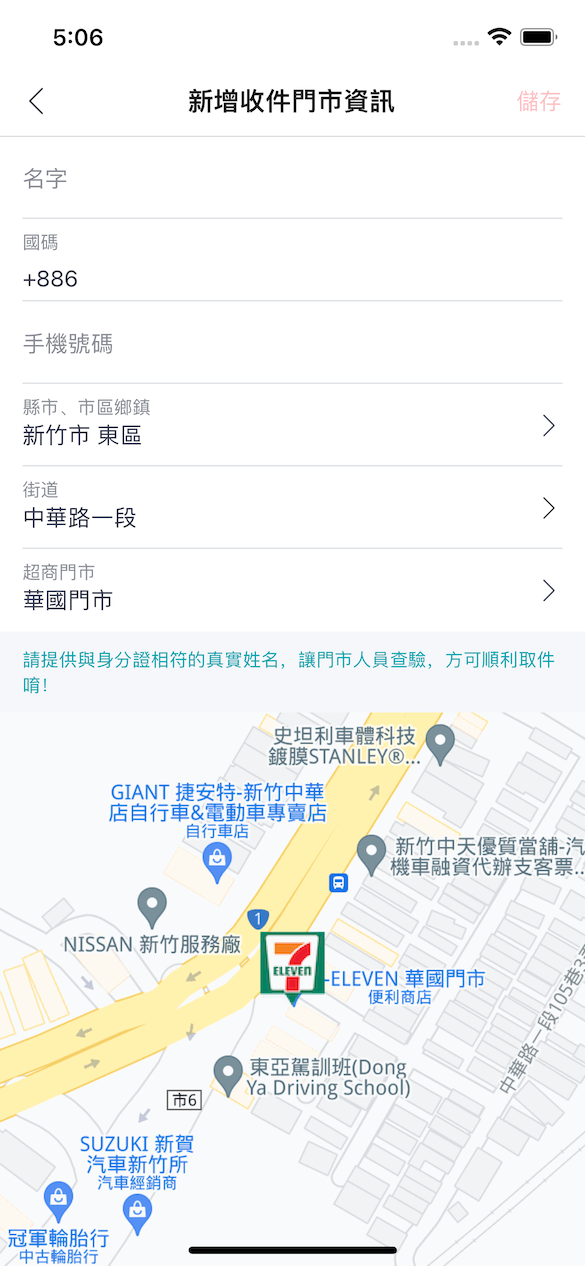 5:06
新增收件門市資訊
儲存
名字
國碼
+886
手機號碼
縣市、市區鄉鎮
新竹市 東區
街道
中華路一段
超商門市
華國門市
請提供與身分證相符的真實姓名，讓門市人員查驗，方可順利取件
唷！
史坦利車體科技
鍍膜STANLEY®...
GIANT 捷安特-新竹中華
店自行車&電動車專賣店
自行車店
新竹中天優質當舖-汽
機車融資代辦支客票...
1
NISSAN 新竹服務廠
ELEVEN
-ELEVEN 華國門市
便利商店
中華路一段105巷
東亞駕訓班(Dong
Ya Driving School)
市6
SUZUKI 新賀
汽車新竹所
汽車經銷商
冠軍輪胎行
中古輪胎行